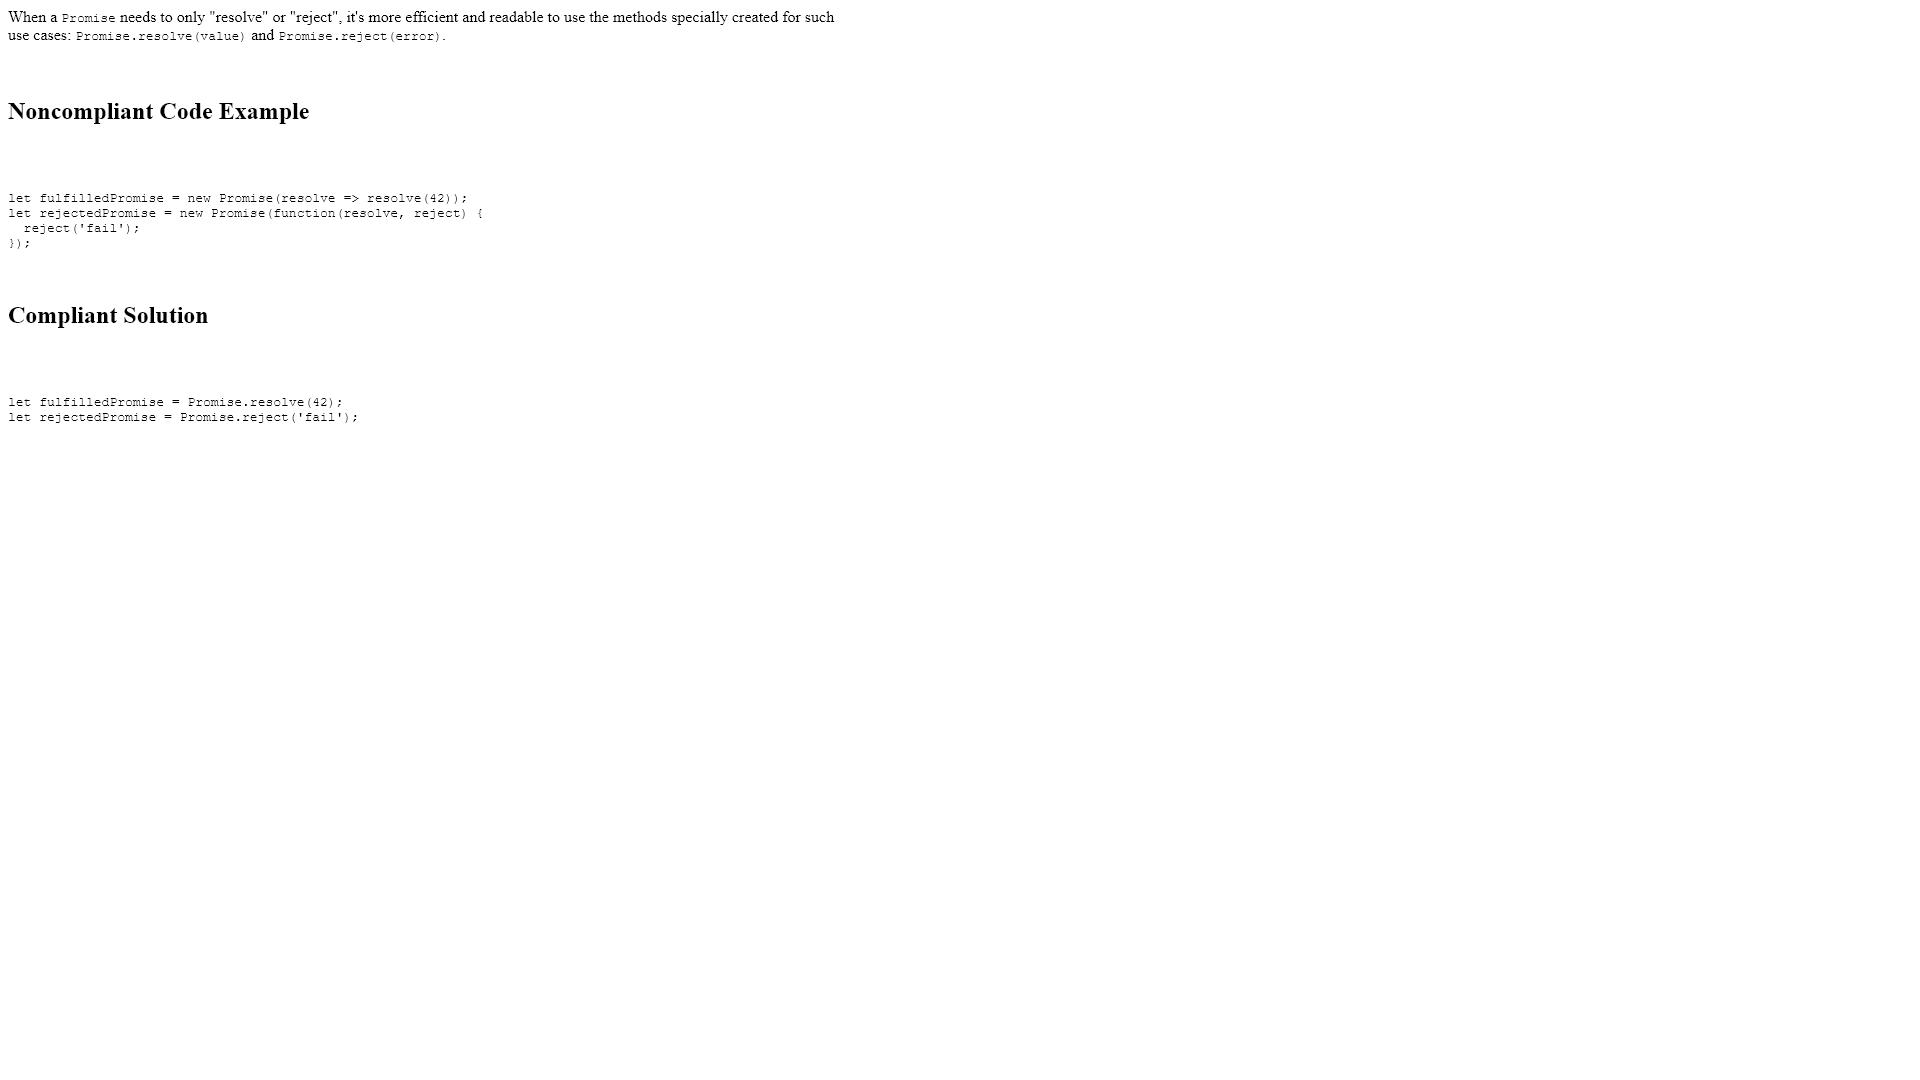 When a Promise needs to only "resolve" or "reject", it's more efficient and readable to use the methods specially created for such
use cases: Promise.resolve(value) and Promise.reject(error).
Noncompliant Code Example
let fulfilledPromise = new Promise(resolve => resolve(42));
let rejectedPromise = new Promise(function(resolve, reject) {
  reject('fail');
});
Compliant Solution
let fulfilledPromise = Promise.resolve(42);
let rejectedPromise = Promise.reject('fail');